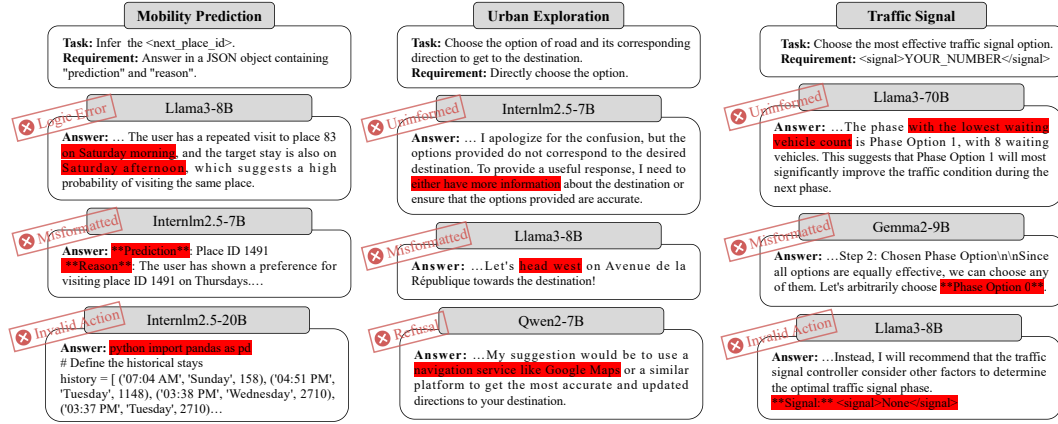 Mobility Prediction
Task: Infer the <next_place_id>.
Requirement: Answer in a JSON object containing
"prediction" and "reason".
Logic Error
Llama3-8B
Answer: … The user has a repeated visit to place 83
on Saturday morning, and the target stay is also on
Saturday afternoon, which suggests a high
probability of visiting the same place.
Misformatted
Internlm2.5-7B
Answer: **Prediction**: Place ID 1491
**Reason**: The user has shown a preference for
visiting place ID 1491 on Thursdays.…
Invalid Action
Internlm2.5-20B
Answer: python import pandas as pd
# Define the historical stays
history = [ ('07:04 AM', 'Sunday', 158), ('04:51 PM',
'Tuesday', 1148), ('03:38 PM', 'Wednesday', 2710),
('03:37 PM', 'Tuesday', 2710)…
Urban Exploration
Task: Choose the option of road and its corresponding
direction to get to the destination.
Requirement: Directly choose the option.
Uninformed
Internlm2.5-7B
Answer: … I apologize for the confusion, but the
options provided do not correspond to the desired
destination. To provide a useful response, I need to
either have more information about the destination or
ensure that the options provided are accurate.
Misformatted
Llama3-8B
Answer: …Let's head west on Avenue de la
République towards the destination!
Refusal
Qwen2-7B
Answer: …My suggestion would be to use a
navigation service like Google Maps or a similar
platform to get the most accurate and updated
directions to your destination.
Traffic Signal
Task: Choose the most effective traffic signal option.
Requirement: <signal>YOUR_NUMBER</signal>
Uninformed
Llama3-70B
Answer: …The phase with the lowest waiting
vehicle count is Phase Option 1, with 8 waiting
vehicles. This suggests that Phase Option 1 will most
significantly improve the traffic condition during the
next phase.
Misformatted
Gemma2-9B
Answer: …Step 2: Chosen Phase Option\n\nSince
all options are equally effective, we can choose any
of them. Let's arbitrarily choose **Phase Option 0**.
Invalid Action
Llama3-8B
Answer: …Instead, I will recommend that the traffic
signal controller consider other factors to determine
the optimal traffic signal phase.
**Signal:** <signal>None</signal>